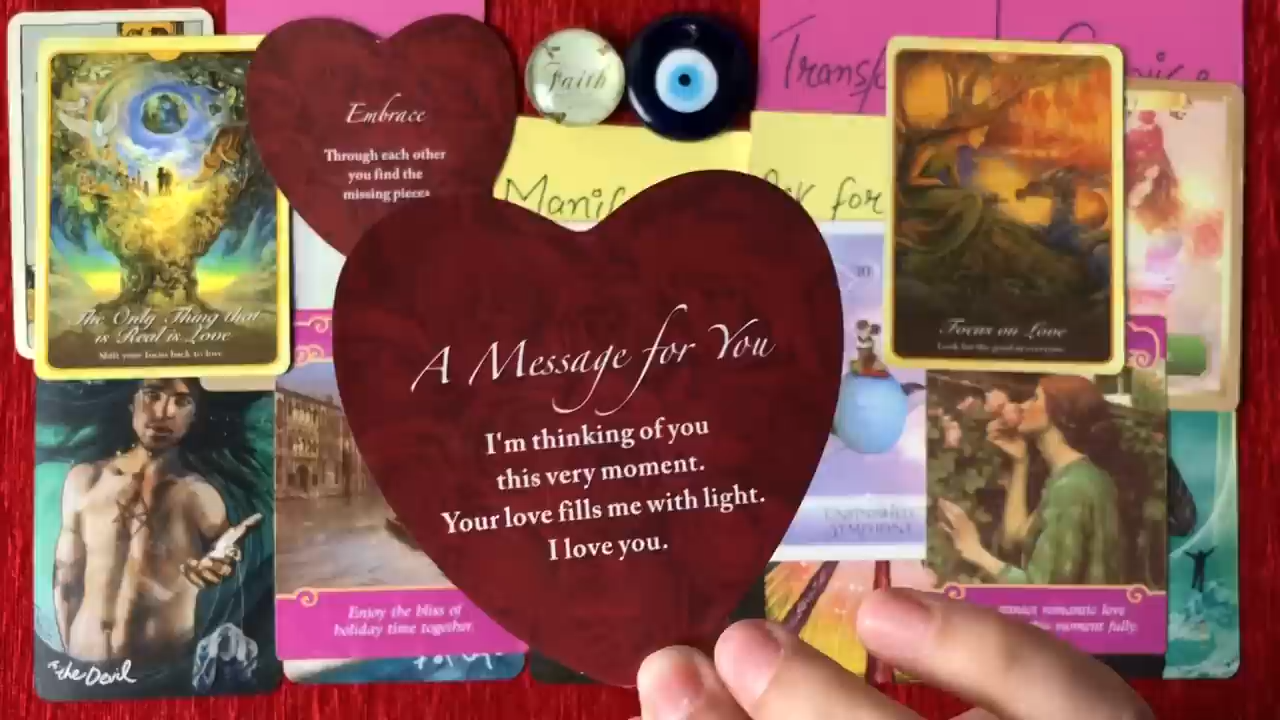 Embrace
Through each other
you find the
missing pieces
Faith
for
The Only Thing that
is Real is Love
Shift your focus back to love
A Message for You
I'm thinking of you
this very moment.
Your love fills me with light.
I love you.
10
Focus on Love
Look for the good in everyone
the Devil
Enjoy the bliss of
holiday time together.
romantic love
moment fully.